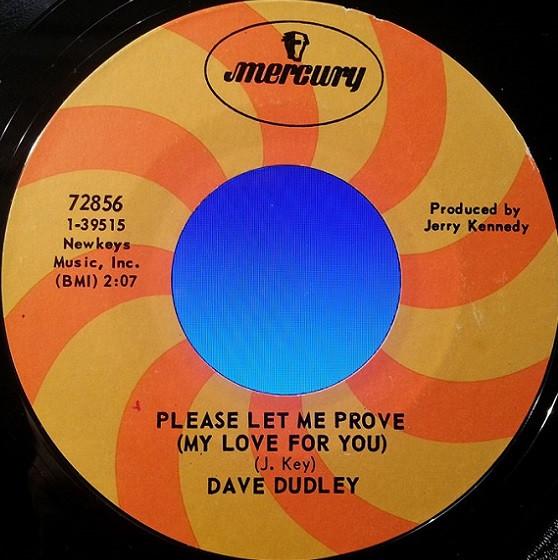 mercury
72856
1-39515
Newkeys
Music, Inc.
(BMI) 2:07
Produced by
Jerry Kennedy
PLEASE LET ME PROVE
(MY LOVE FOR YOU)
(J. Key)
DAVE DUDLEY